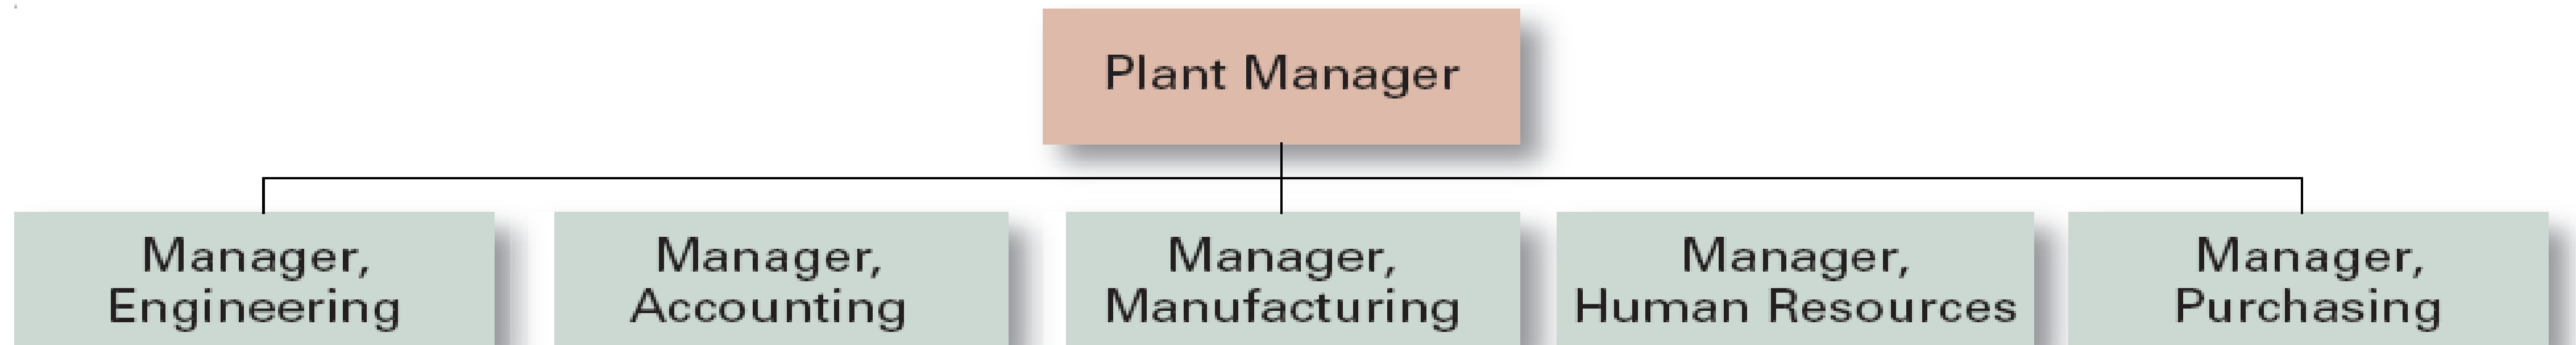 Plant Manager
Manager,
Engineering
Manager,
Accounting
Manager,
Manufacturing
Manager,
Human Resources
Manager,
Purchasing